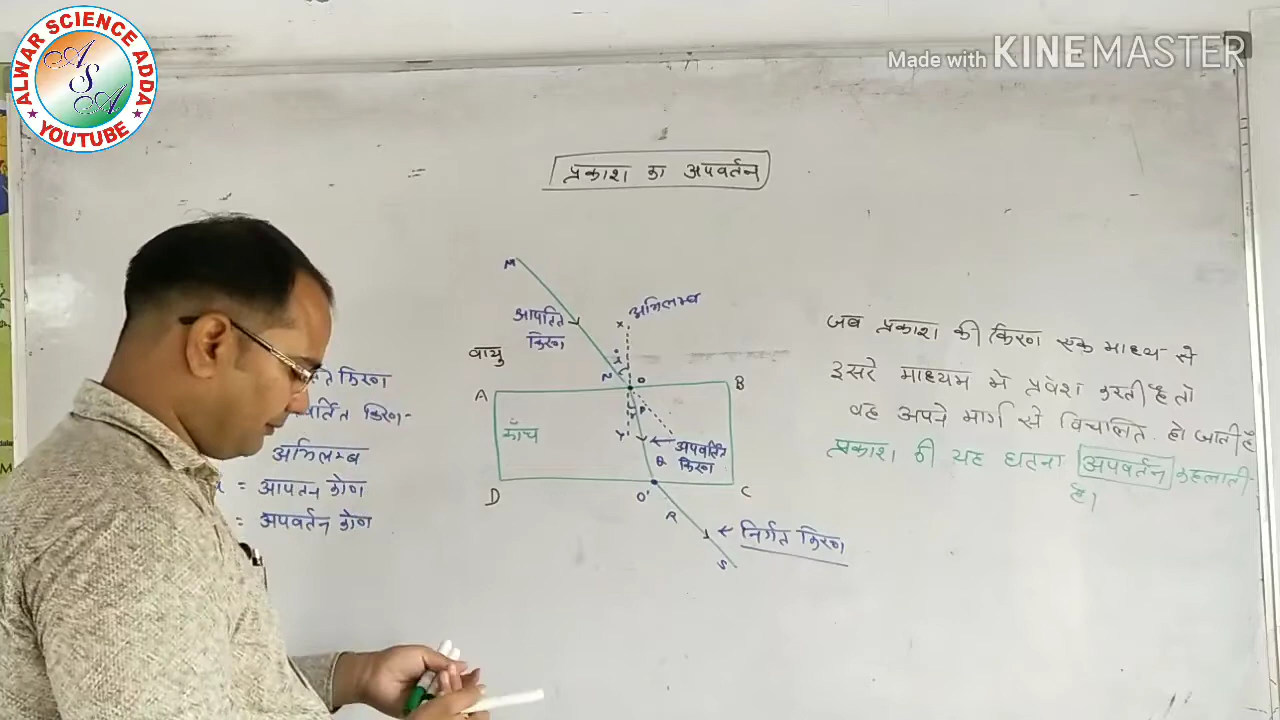 ALWAR SCIENCE ADDA
ASA
YOUTUBE
Made with KINEMASTER
प्रकाश का अपवर्तन
M
आपतित
किरण
X
अभिलम्ब
वायु
i
N
O
A
B
काँच
P
Y
अपवर्तित
किरण
Q
D
O'
C
R
निर्गत किरण
S
किरण
किरण-
अभिलम्ब
= आपतन कोण
= अपवर्तन कोण
जब प्रकाश की किरण एक माध्य से
दुसरे माध्यम मे प्रवेश करती है तो
वह अपने मार्ग से विचालित हो जाती है
प्रकाश की यह घटना अपवर्तन कहलाती
है।